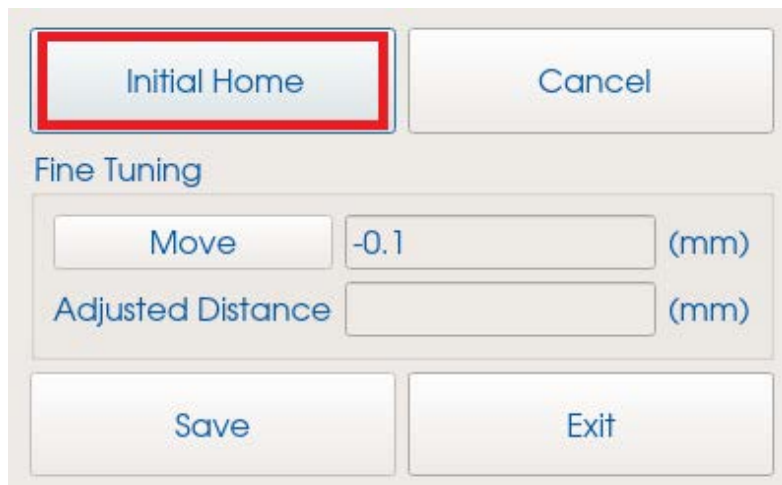 Initial Home Cancel
Fine Tuning
Move -0.1 (mm)
Adjusted Distance (mm)
Save Exit